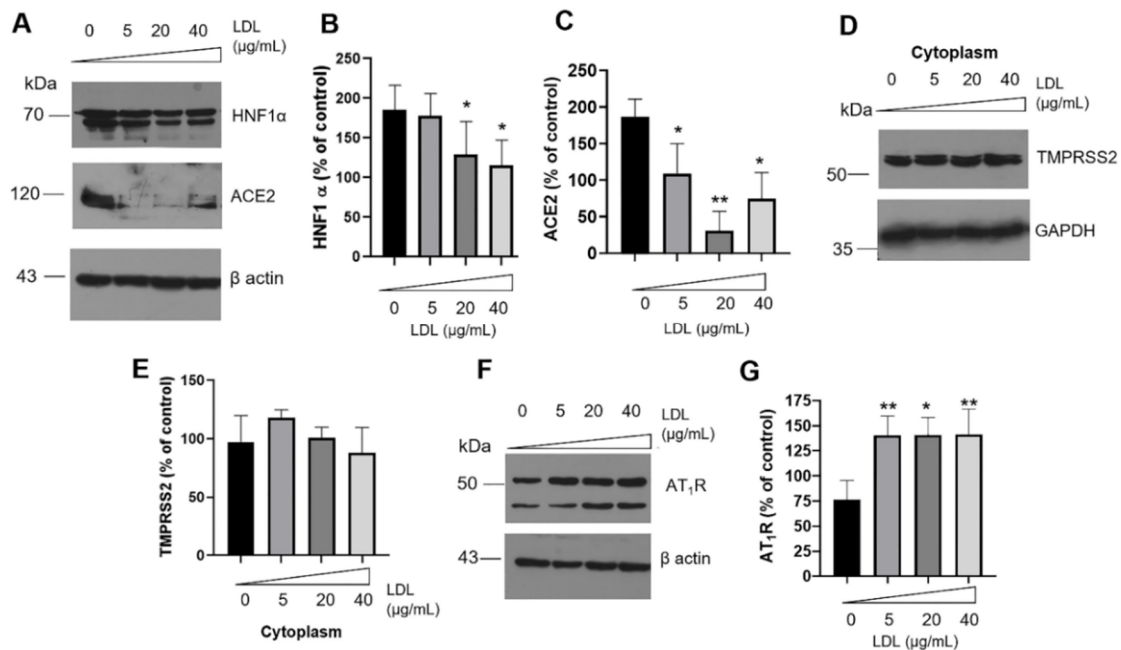 A
0 5 20 40 LDL
(μg/mL)
kDa
70 HNF1α
120 ACE2
43 β actin
B
HNF1 α (% of control)
250
200
150
100
50
0
* *
0 5 20 40
LDL (μg/mL)
C
ACE2 (% of control)
250
200
150
100
50
0
* ** *
0 5 20 40
LDL (μg/mL)
D
Cytoplasm
0 5 20 40 LDL
(μg/mL)
kDa
TMPRSS2
50
GAPDH
35
E
TMPRSS2 (% of control)
150
100
50
0
0 5 20 40 LDL
(μg/mL)
Cytoplasm
F
0 5 20 40 LDL
(μg/mL)
kDa
50 AT₁R
43 β actin
G
AT₁R (% of control)
175
150
125
100
75
50
25
0
** * **
0 5 20 40
LDL (μg/mL)